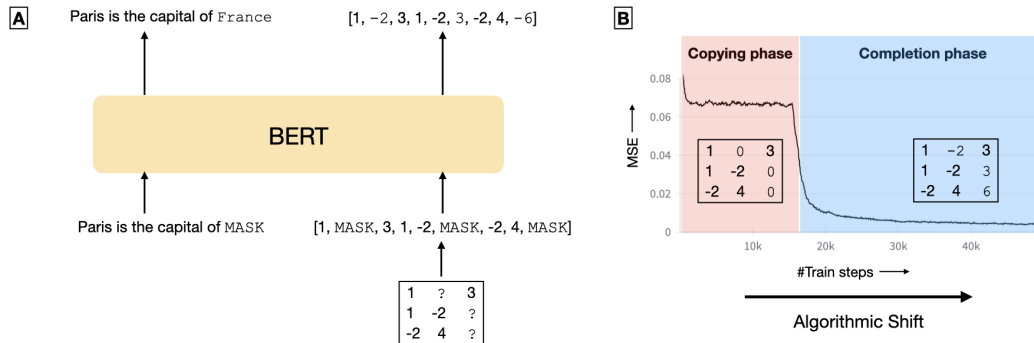 A
Paris is the capital of France
[1, -2, 3, 1, -2, 3, -2, 4, -6]
BERT
Paris is the capital of MASK
[1, MASK, 3, 1, -2, MASK, -2, 4, MASK]
1 ? 3
1 -2 ?
-2 4 ?
B
Copying phase
Completion phase
0.08
0.06
0.04
0.02
0
MSE
1 0 3
1 -2 0
-2 4 0
1 -2 3
1 -2 3
-2 4 6
10k
20k
30k
40k
#Train steps
Algorithmic Shift